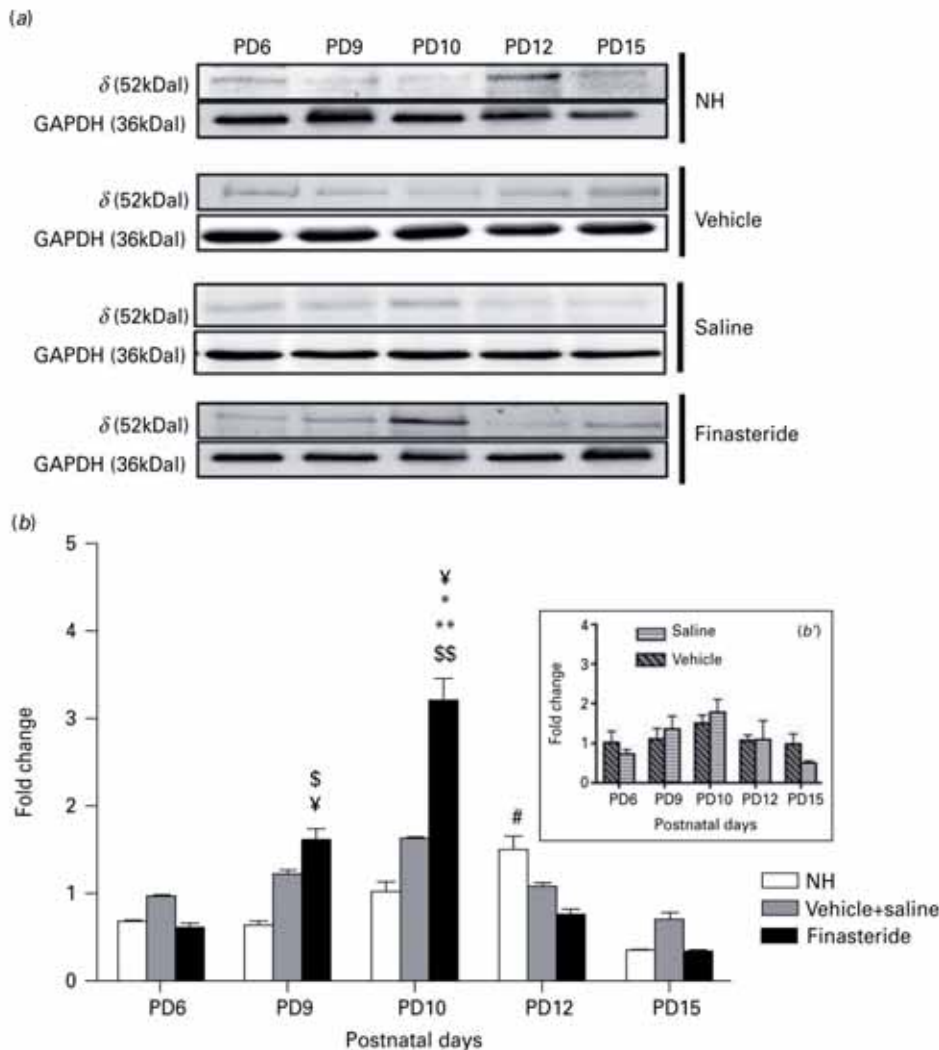 (a)
PD6 PD9 PD10 PD12 PD15
δ (52kDal)
GAPDH (36kDal)
NH
δ (52kDal)
GAPDH (36kDal)
Vehicle
δ (52kDal)
GAPDH (36kDal)
Saline
δ (52kDal)
GAPDH (36kDal)
Finasteride
(b)
5
4
3
2
1
0
Fold change
$
¥
¥
*
**
$$
#
PD6 PD9 PD10 PD12 PD15
Postnatal days
(b')
Saline
Vehicle
4
3
2
1
0
Fold change
PD6 PD9 PD10 PD12 PD15
Postnatal days
NH
Vehicle+saline
Finasteride